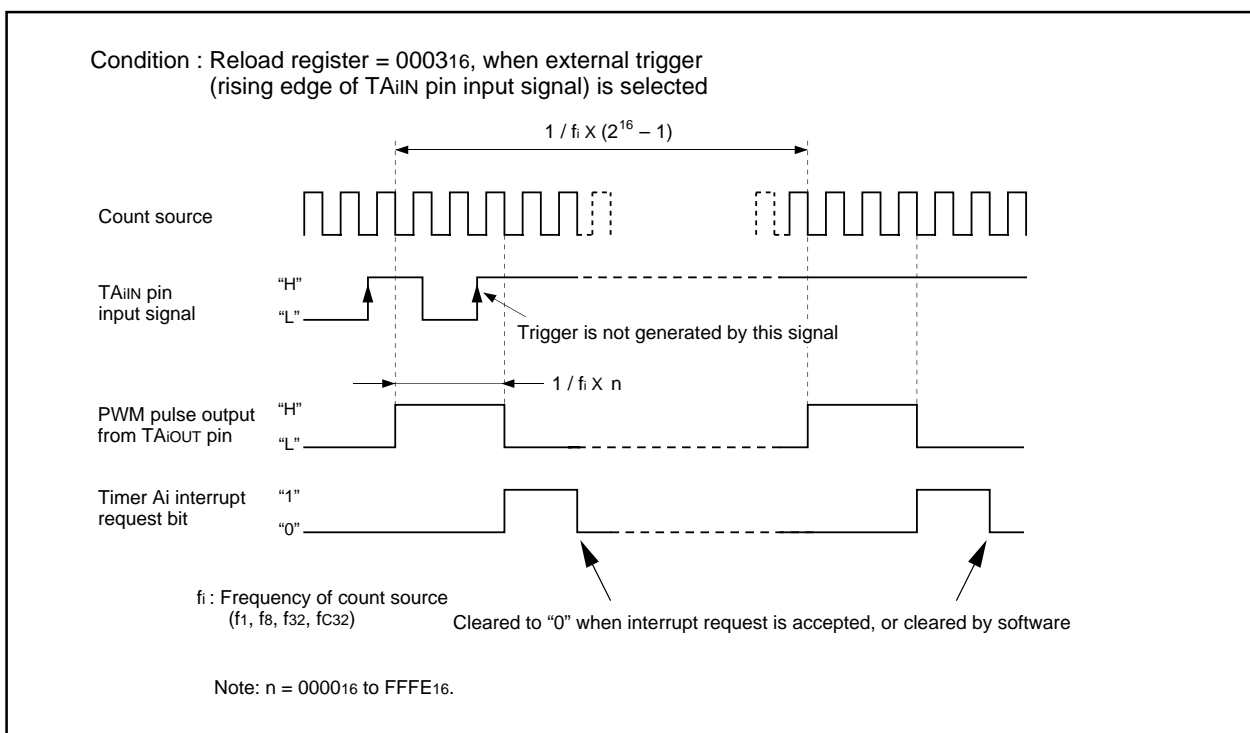 Condition : Reload register = 000316, when external trigger
(rising edge of TAiIN pin input signal) is selected
1 / fi X (2^16 – 1)
Count source
TAiIN pin
input signal
“H”
“L”
Trigger is not generated by this signal
1 / fi X n
PWM pulse output
from TAiOUT pin
“H”
“L”
Timer Ai interrupt
request bit
“1”
“0”
fi : Frequency of count source
(f1, f8, f32, fC32)
Cleared to “0” when interrupt request is accepted, or cleared by software
Note: n = 000016 to FFFE16.